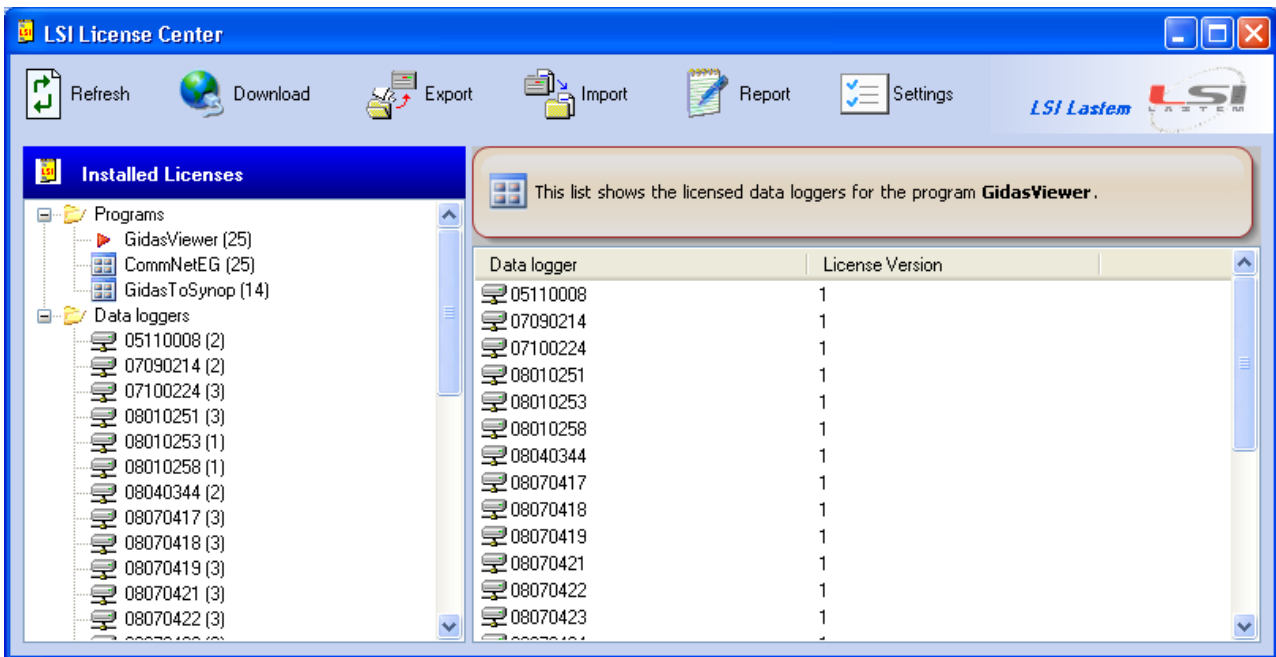 LSI License Center
Refresh Download Export Import Report Settings
LSI Lastem LSI
LASTEM
Installed Licenses
This list shows the licensed data loggers for the program GidasViewer.
Programs
GidasViewer (25)
CommNetEG (25)
GidasToSynop (14)
Data loggers
05110008 (2)
07090214 (2)
07100224 (3)
08010251 (3)
08010253 (1)
08010258 (1)
08040344 (2)
08070417 (3)
08070418 (3)
08070419 (3)
08070421 (3)
08070422 (3)
Data logger License Version
05110008 1
07090214 1
07100224 1
08010251 1
08010253 1
08010258 1
08040344 1
08070417 1
08070418 1
08070419 1
08070421 1
08070422 1
08070423 1